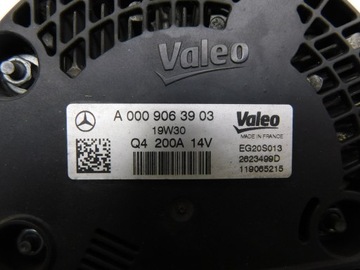 Valeo
A 000 906 39 03
19W30
Q4 200A 14V
Valeo
MADE IN FRANCE
EG20S013
2623499D
119065215